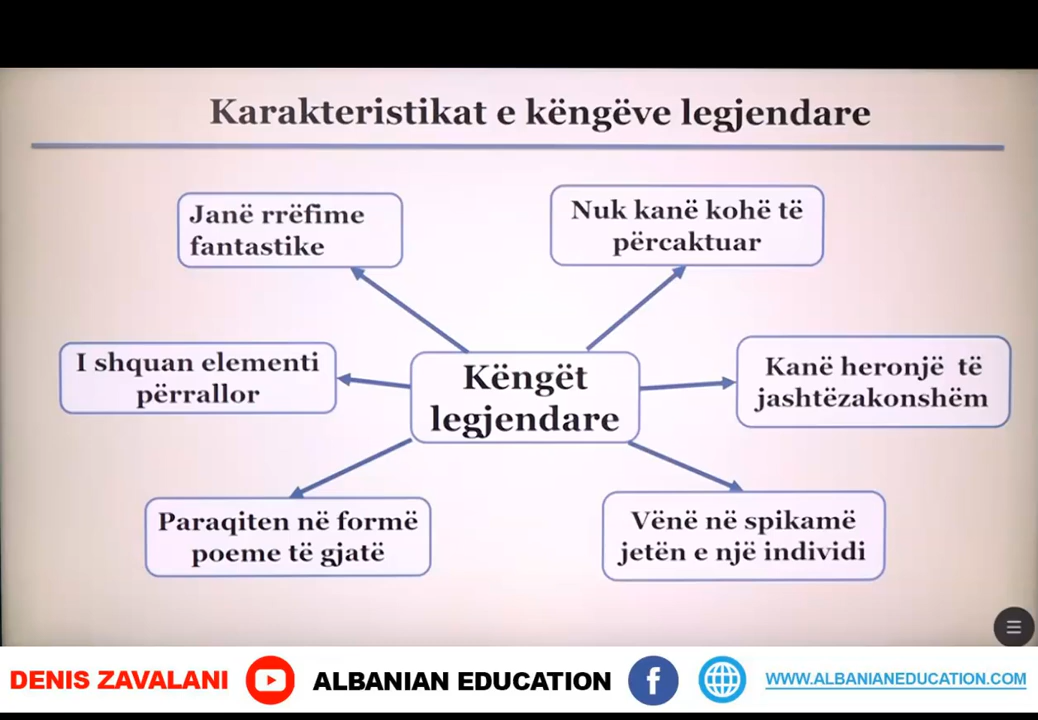 Karakteristikat e këngëve legjendare
Janë rrëfime
fantastike
Nuk kanë kohë të
përcaktuar
I shquan elementi
përrallor
Këngët
legjendare
Kanë heronjë të
jashtëzakonshëm
Paraqiten në formë
poeme të gjatë
Vënë në spikamë
jetën e një individi
DENIS ZAVALANI
ALBANIAN EDUCATION
WWW.ALBANIANEDUCATION.COM